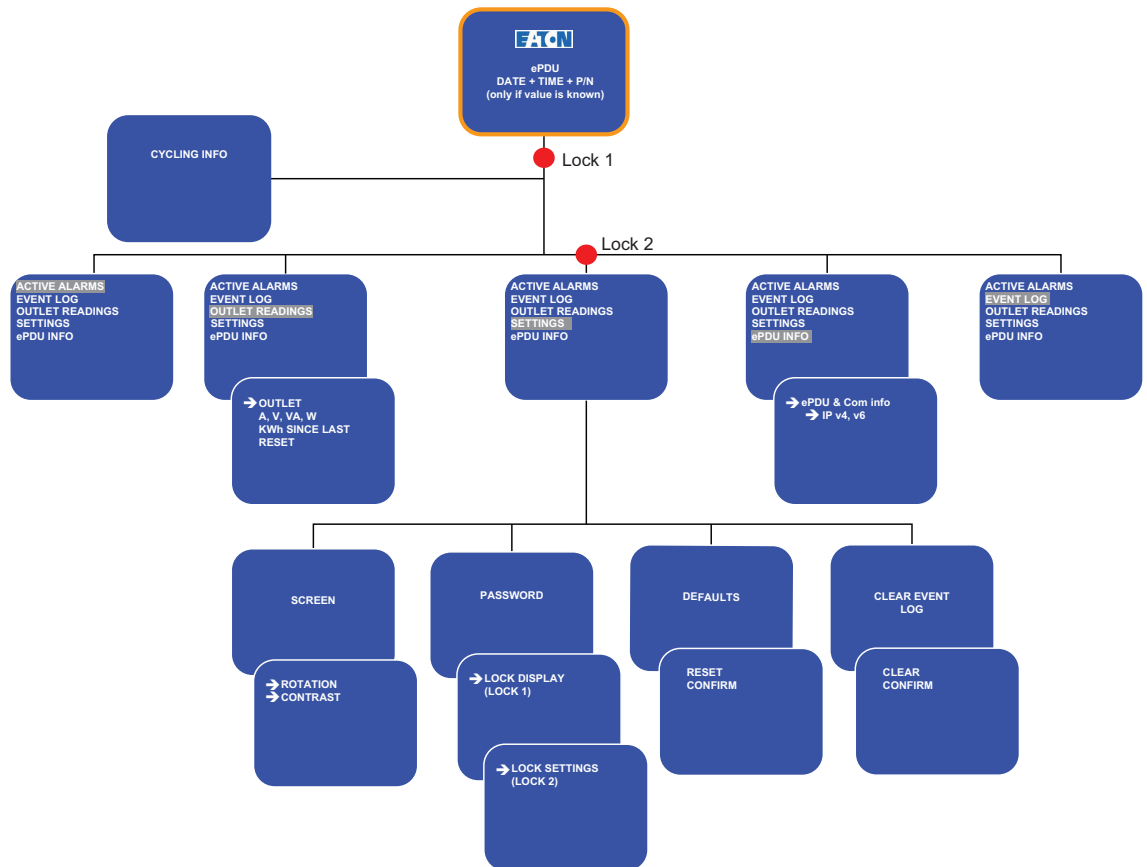 EATON
ePDU
DATE + TIME + P/N
(only if value is known)
CYCLING INFO
Lock 1
Lock 2
ACTIVE ALARMS
EVENT LOG
OUTLET READINGS
SETTINGS
ePDU INFO
ACTIVE ALARMS
EVENT LOG
OUTLET READINGS
SETTINGS
ePDU INFO
➔ OUTLET
A, V, VA, W
KWh SINCE LAST
RESET
ACTIVE ALARMS
EVENT LOG
OUTLET READINGS
SETTINGS
ePDU INFO
ACTIVE ALARMS
EVENT LOG
OUTLET READINGS
SETTINGS
ePDU INFO
➔ ePDU & Com info
➔ IP v4, v6
ACTIVE ALARMS
EVENT LOG
OUTLET READINGS
SETTINGS
ePDU INFO
SCREEN
➔ ROTATION
➔ CONTRAST
PASSWORD
➔ LOCK DISPLAY
(LOCK 1)
➔ LOCK SETTINGS
(LOCK 2)
DEFAULTS
RESET
CONFIRM
CLEAR EVENT
LOG
CLEAR
CONFIRM